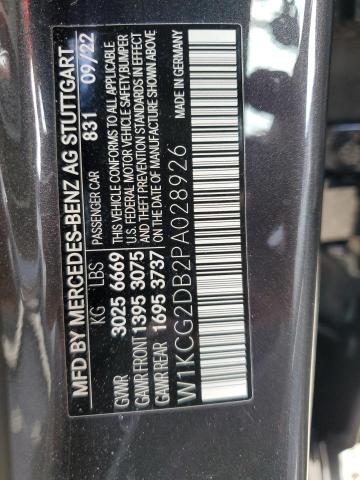 MFD BY MERCEDES-BENZ AG STUTTGART
831 09/22
KG LBS PASSENGER CAR
GVWR 3025 6669 THIS VEHICLE CONFORMS TO ALL APPLICABLE
GAWR FRONT 1395 3075 U.S. FEDERAL MOTOR VEHICLE SAFETY, BUMPER
GAWR REAR 1695 3737 & THEFT PREVENTION STANDARDS IN EFFECT ON THE
DATE OF MANUFACTURE SHOWN ABOVE
W1KCG2DB2PA028926
MADE IN GERMANY